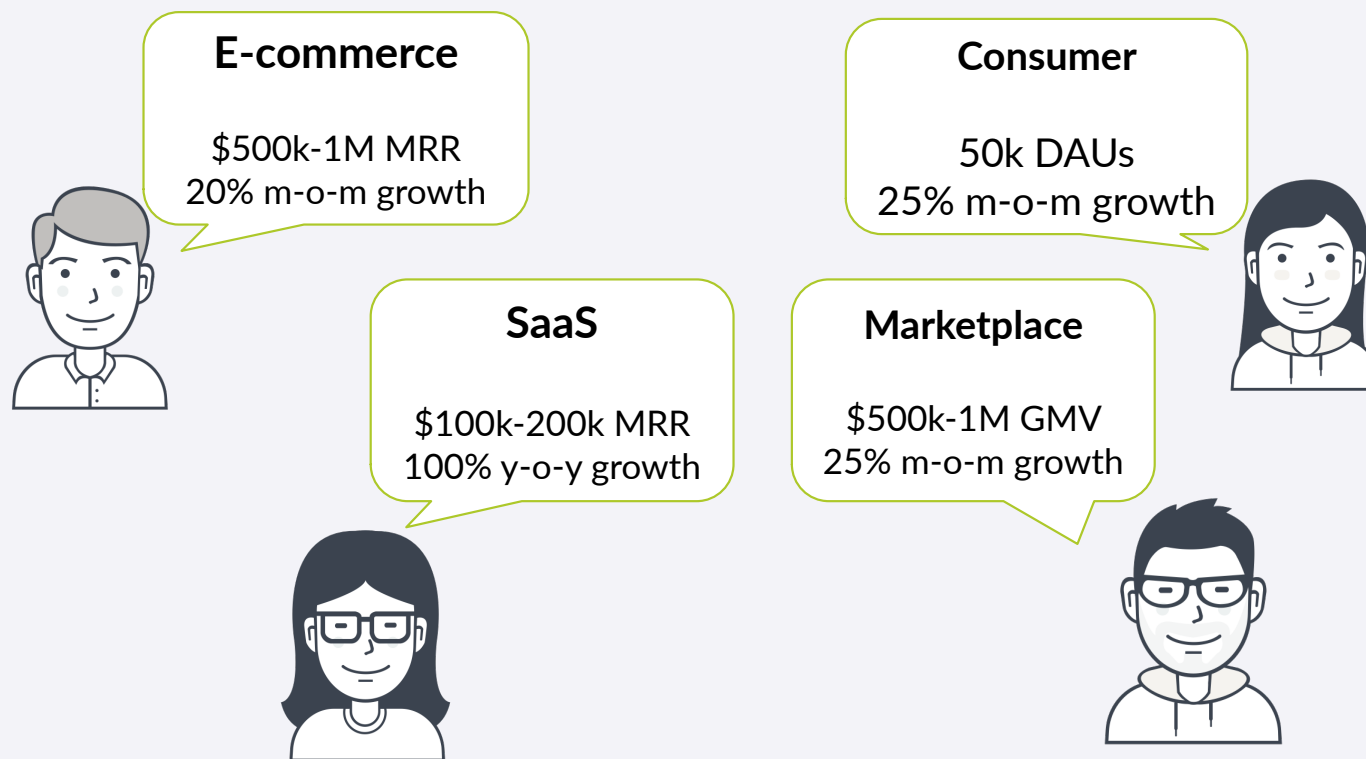 E-commerce
$500k-1M MRR
20% m-o-m growth
Consumer
50k DAUs
25% m-o-m growth
SaaS
$100k-200k MRR
100% y-o-y growth
Marketplace
$500k-1M GMV
25% m-o-m growth